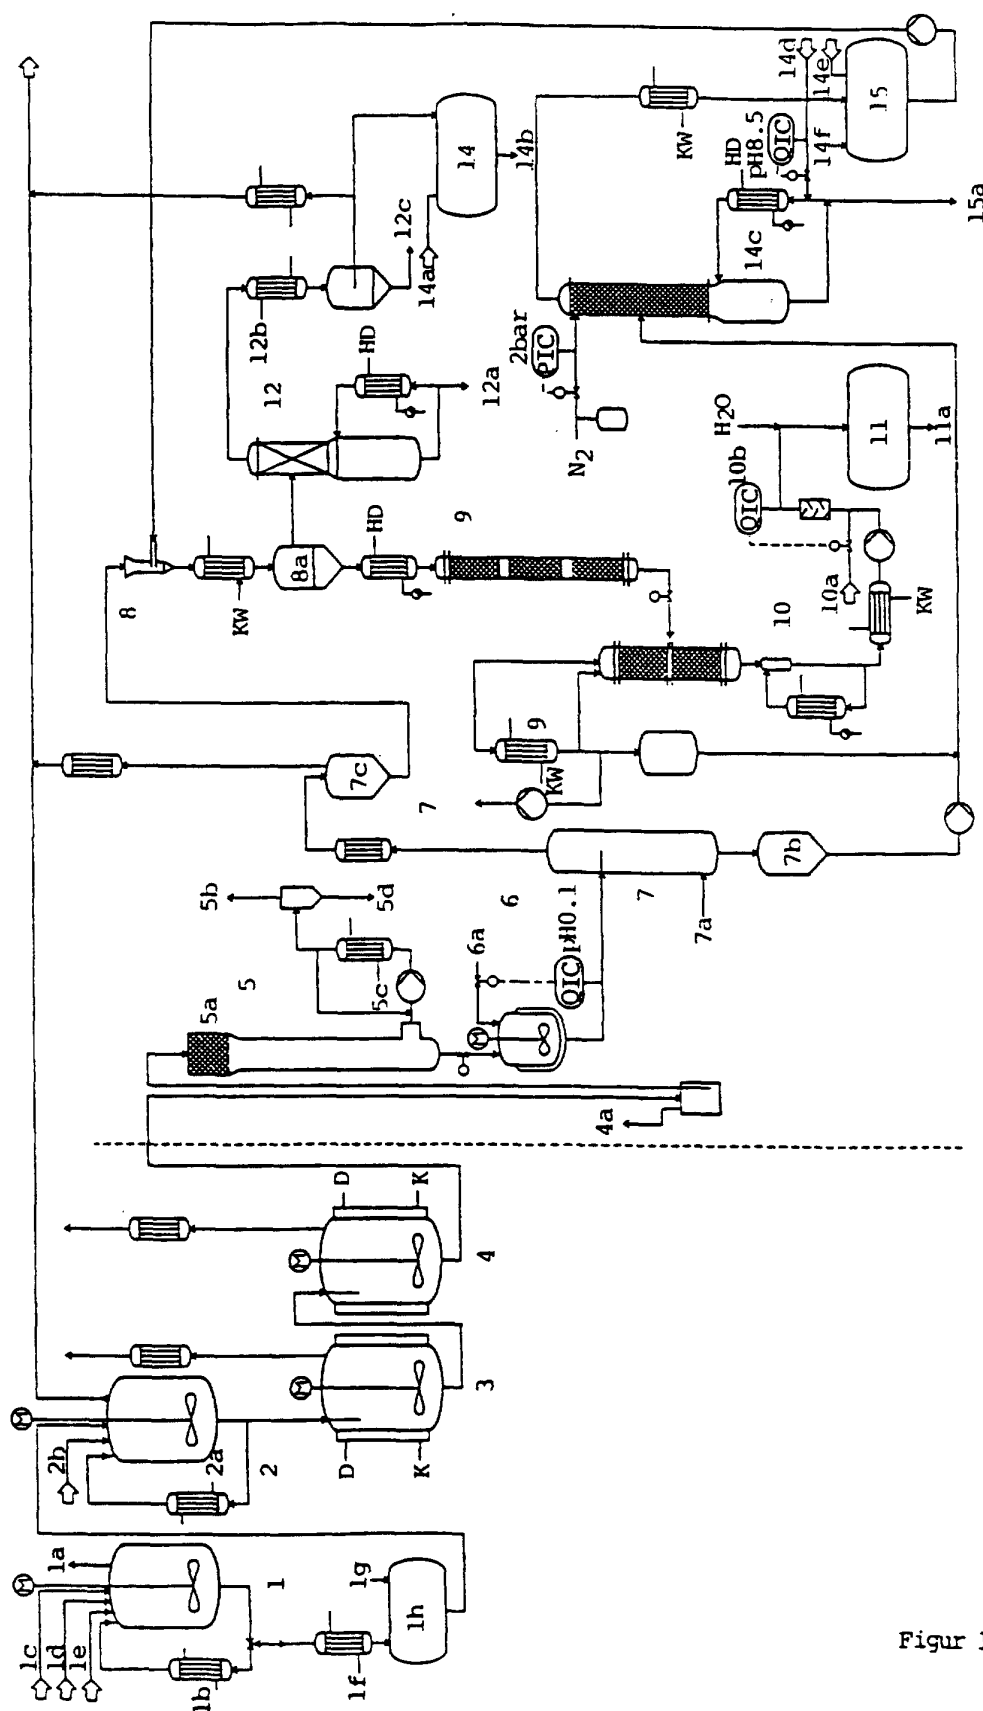 1c
1d
1e
1a
1b
1
1f
1g
1h
M
2b
2a
2
M
D
K
3
M
D
K
4
M
4a
5a
5
5b
5c
5d
6a
6
M
QIC
pH0.1
7
7a
7b
7c
7
8
KW
8a
HD
9
9
KW
10
10a
10b
QIC
KW
H2O
11
11a
12
12a
12b
12c
HD
14a
14
14b
N2
PIC
2bar
14c
HD
pH8.5
QIC
14d
14e
14f
KW
15
15a
Figur